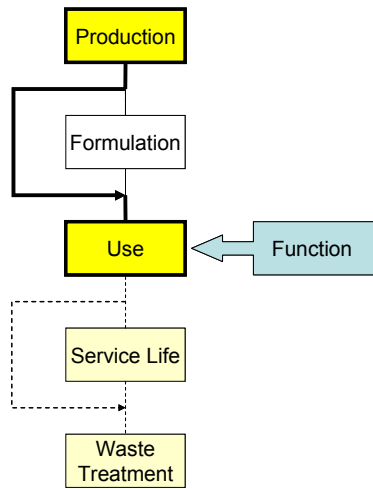 Production
Formulation
Use
Function
Service Life
Waste
Treatment